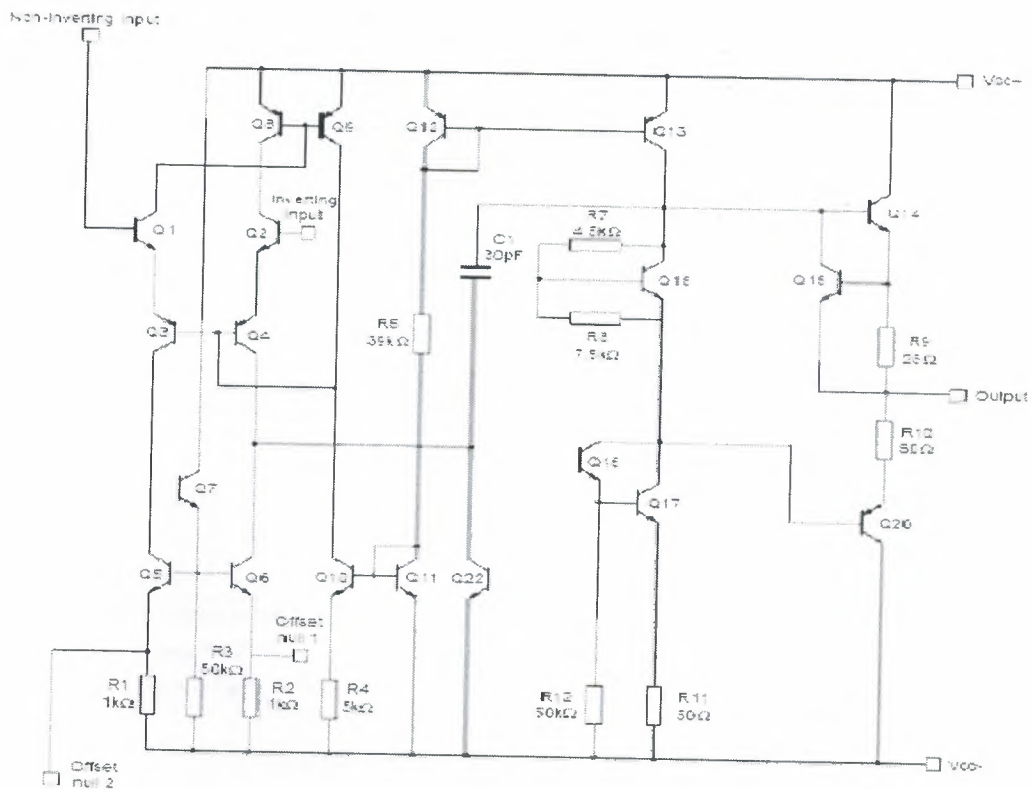 Non-Inverting Input
Vcc+
Q8
Q9
Q12
Q13
Inverting
Input
Q1
Q2
C1
30pF
R7
4.5kΩ
Q14
Q15
Q3
Q4
R5
39kΩ
R8
7.5kΩ
R9
25Ω
Output
R10
Q7
Q17
Q20
Q5
Q6
Q10
Q11
Q22
Offset
null 1
R3
50kΩ
R1
1kΩ
R2
1kΩ
R4
5kΩ
R12
50kΩ
R11
50Ω
Offset
null 2
Vcc-